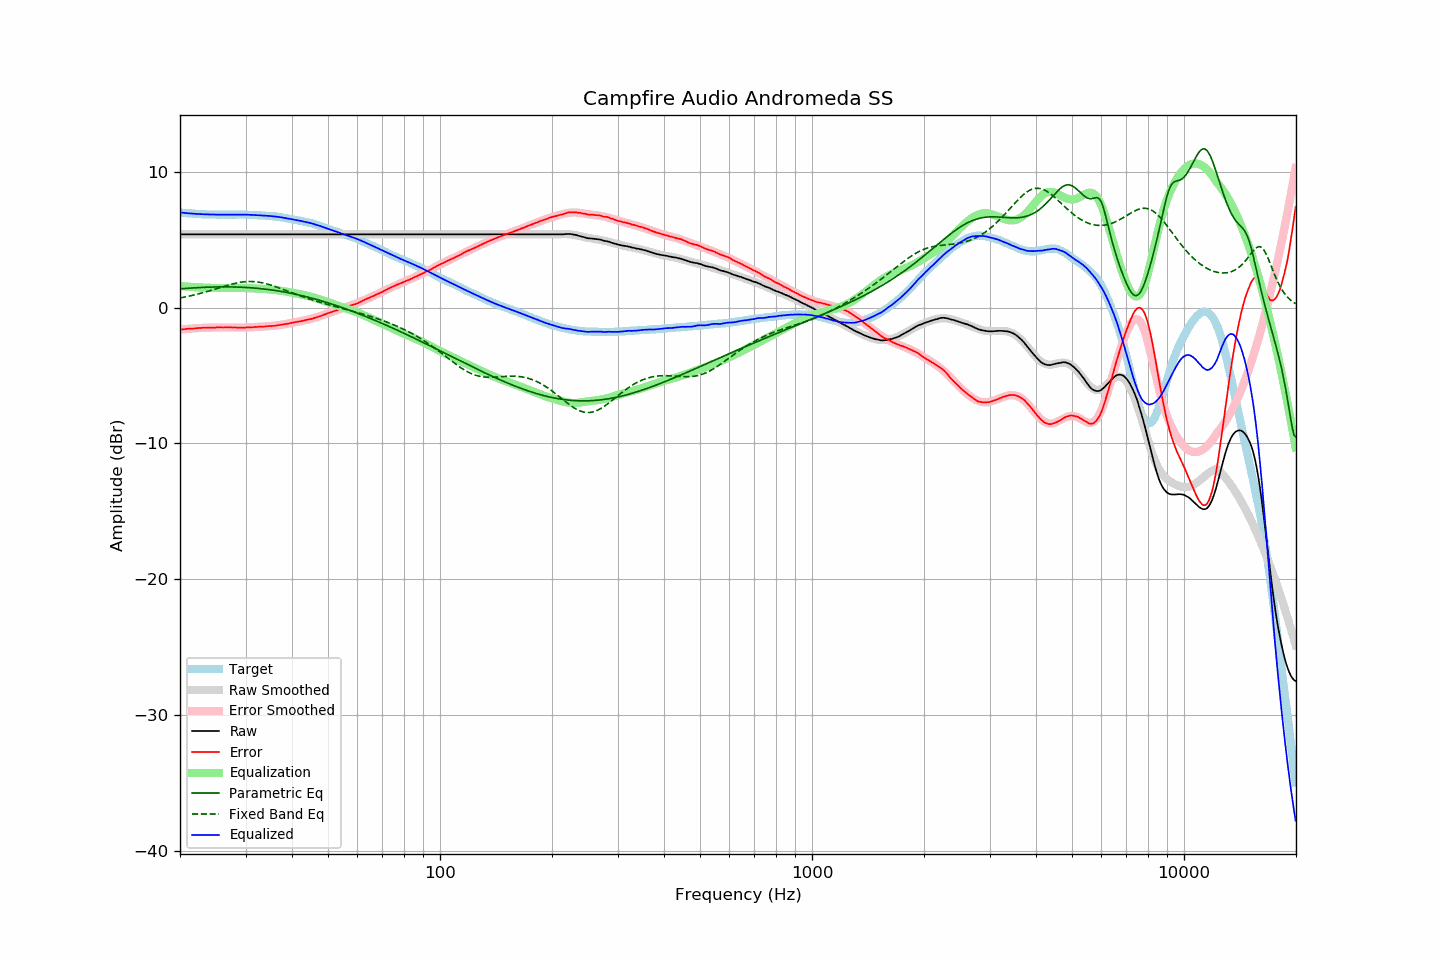 Campfire Audio Andromeda SS
10
0
−10
−20
−30
−40
Amplitude (dBr)
Target
Raw Smoothed
Error Smoothed
Raw
Error
Equalization
Parametric Eq
Fixed Band Eq
Equalized
100
1000
10000
Frequency (Hz)